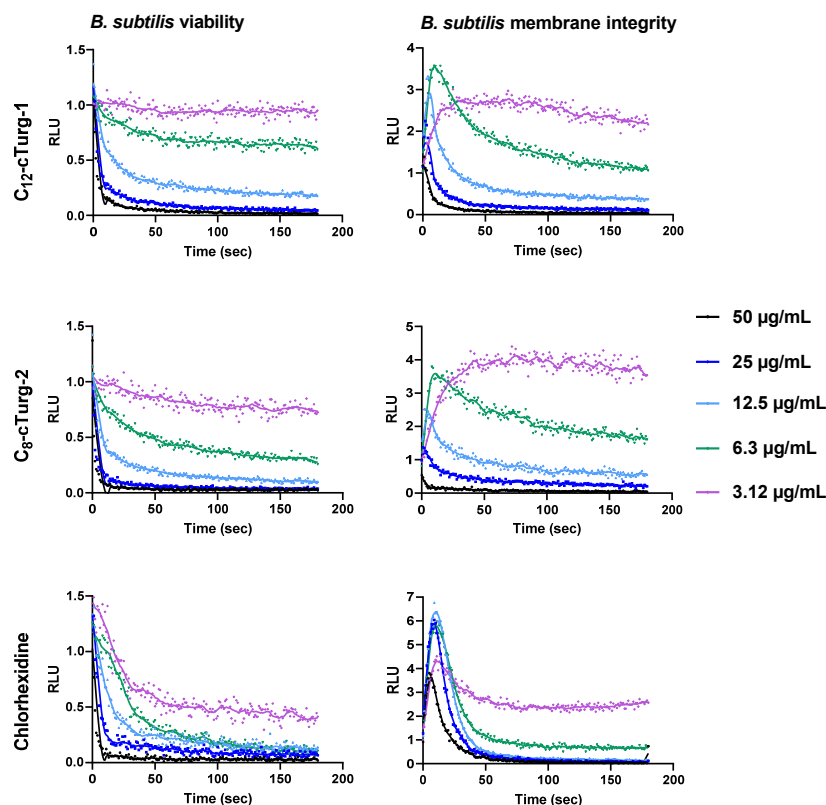 B. subtilis viability
B. subtilis membrane integrity
C12-cTurg-1
RLU
1.5
1.0
0.5
0.0
0 50 100 150 200
Time (sec)
RLU
4
3
2
1
0
0 50 100 150 200
Time (sec)
C8-cTurg-2
RLU
1.5
1.0
0.5
0.0
0 50 100 150 200
Time (sec)
RLU
5
4
3
2
1
0
0 50 100 150 200
Time (sec)
50 µg/mL
25 µg/mL
12.5 µg/mL
6.3 µg/mL
3.12 µg/mL
Chlorhexidine
RLU
1.5
1.0
0.5
0.0
0 50 100 150 200
Time (sec)
RLU
7
6
5
4
3
2
1
0
0 50 100 150 200
Time (sec)